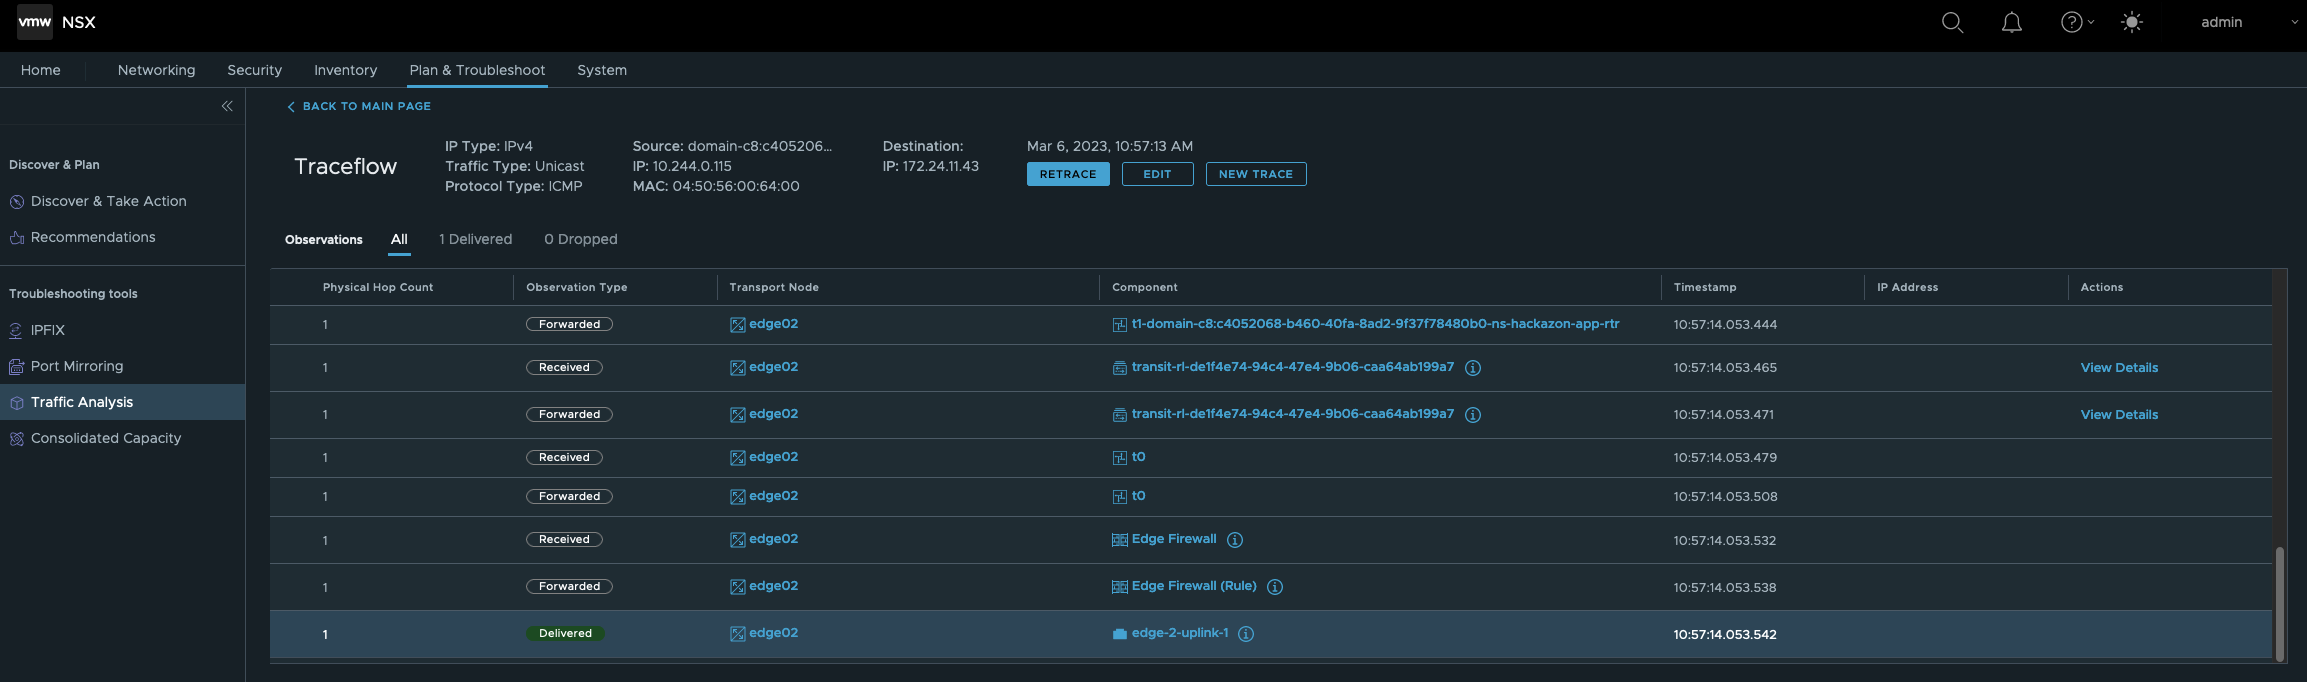 vmw NSX admin
Home Networking Security Inventory Plan & Troubleshoot System
BACK TO MAIN PAGE
Discover & Plan
Discover & Take Action
Recommendations
Troubleshooting tools
IPFIX
Port Mirroring
Traffic Analysis
Consolidated Capacity
Traceflow
IP Type: IPv4
Traffic Type: Unicast
Protocol Type: ICMP
Source: domain-c8:c405206...
IP: 10.244.0.115
MAC: 04:50:56:00:64:00
Destination:
IP: 172.24.11.43
Mar 6, 2023, 10:57:13 AM
RETRACE EDIT NEW TRACE
Observations All 1 Delivered 0 Dropped
Physical Hop Count Observation Type Transport Node Component Timestamp IP Address Actions
1 Forwarded edge02 t1-domain-c8:c4052068-b460-40fa-8ad2-9f37f78480b0-ns-hackazon-app-rtr 10:57:14.053.444
1 Received edge02 transit-rl-de1f4e74-94c4-47e4-9b06-caa64ab199a7 10:57:14.053.465 View Details
1 Forwarded edge02 transit-rl-de1f4e74-94c4-47e4-9b06-caa64ab199a7 10:57:14.053.471 View Details
1 Received edge02 t0 10:57:14.053.479
1 Forwarded edge02 t0 10:57:14.053.508
1 Received edge02 Edge Firewall 10:57:14.053.532
1 Forwarded edge02 Edge Firewall (Rule) 10:57:14.053.538
1 Delivered edge02 edge-2-uplink-1 10:57:14.053.542